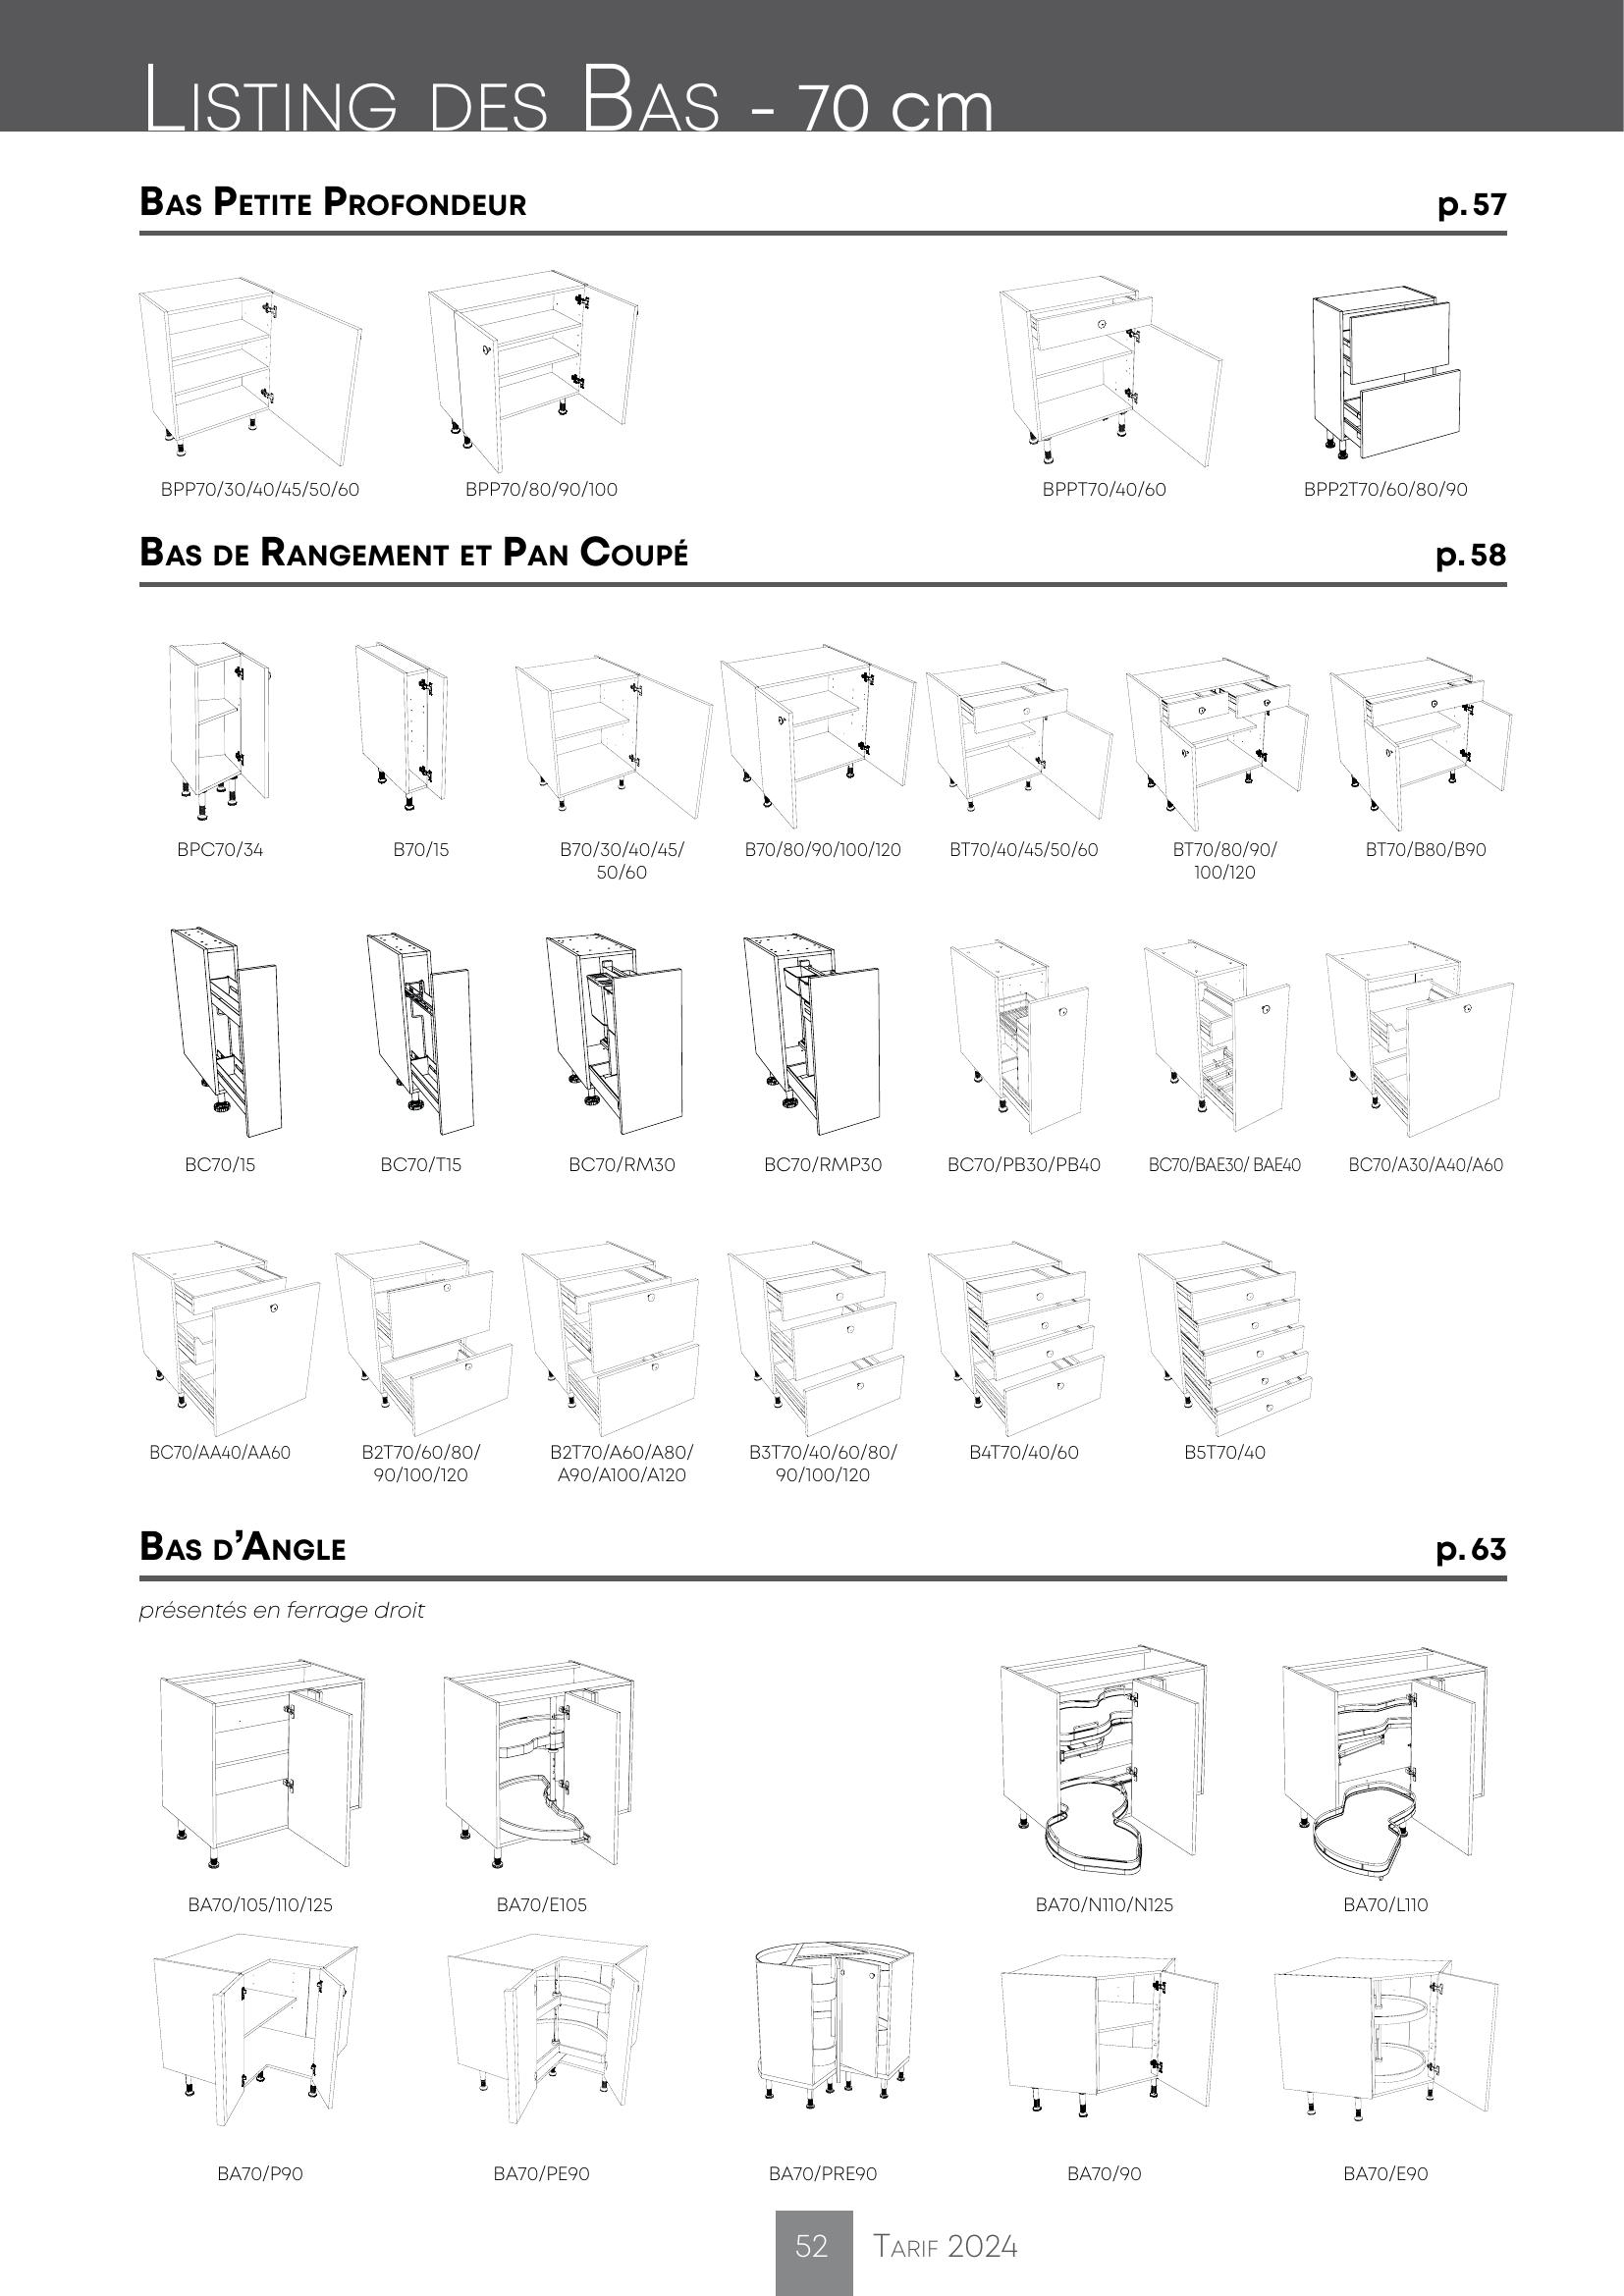 Listing des Bas - 70 cm
Bas Petite Profondeur p. 57
BPP70/30/40/45/50/60 BPP70/80/90/100 BPPT70/40/60 BPP2T70/60/80/90
Bas de Rangement et Pan Coupé p. 58
BPC70/34 B70/15 B70/30/40/45/ B70/80/90/100/120 BT70/40/45/50/60 BT70/80/90/ BT70/B80/B90
50/60 100/120
BC70/15 BC70/T15 BC70/RM30 BC70/RMP30 BC70/PB30/PB40 BC70/BAE30/ BAE40 BC70/A30/A40/A60
BC70/AA40/AA60 B2T70/60/80/ B2T70/A60/A80/ B3T70/40/60/80/ B4T70/40/60 B5T70/40
90/100/120 A90/A100/A120 90/100/120
Bas d’Angle p. 63
présentés en ferrage droit
BA70/105/110/125 BA70/E105 BA70/N110/N125 BA70/L110
BA70/P90 BA70/PE90 BA70/PRE90 BA70/90 BA70/E90
52 Tarif 2024